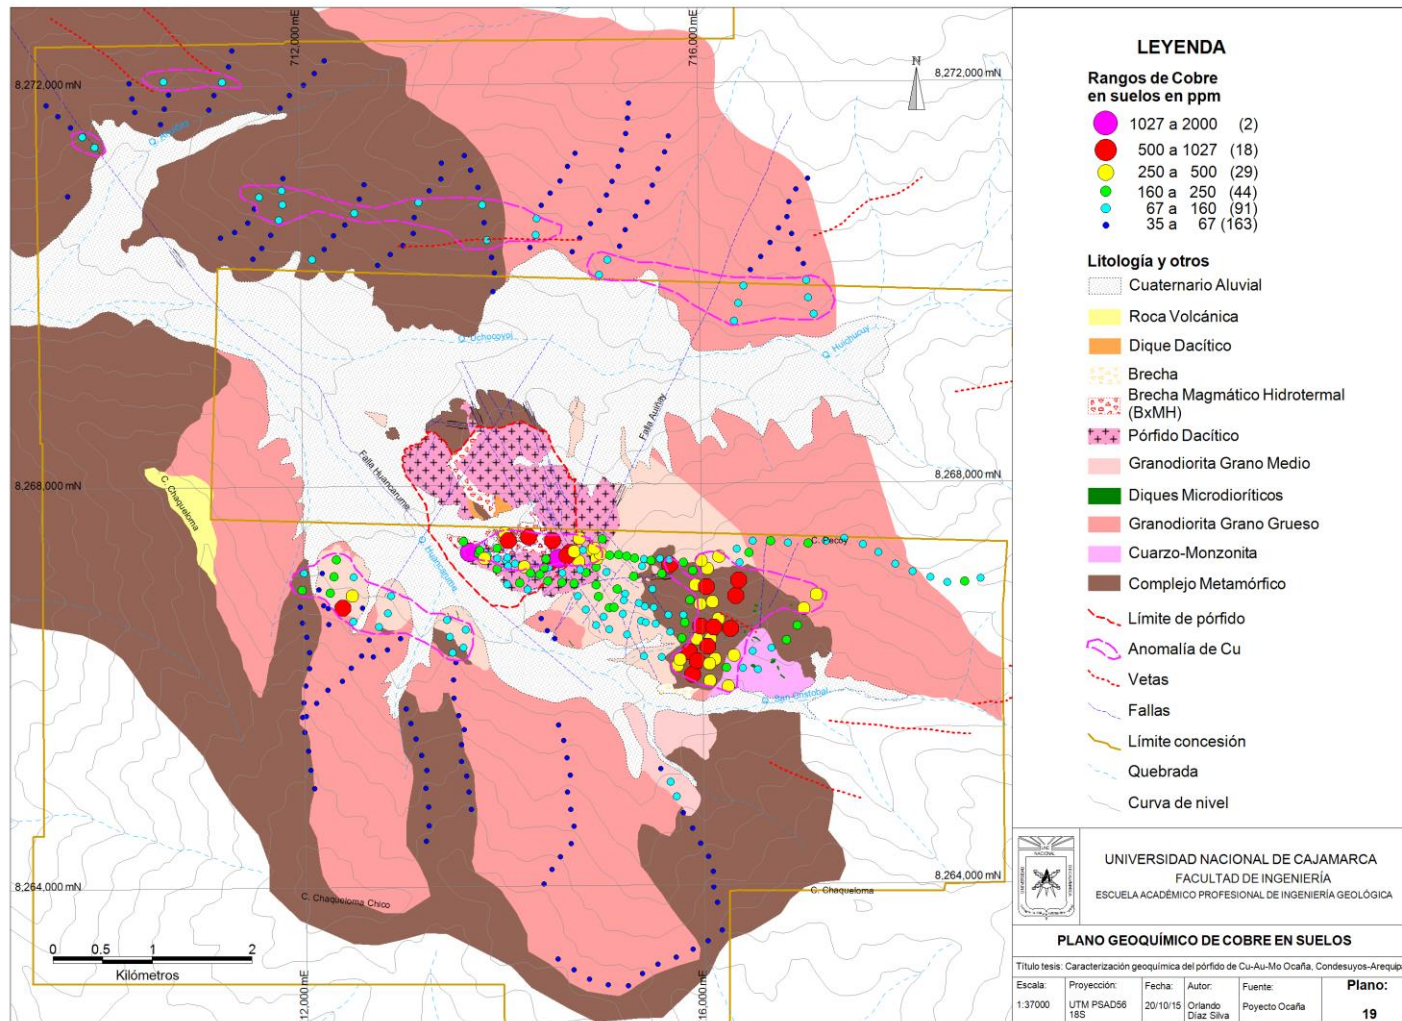 712,000 mE
716,000 mE
8,272,000 mN
8,272,000 mN
N
Q. Uchocoyoj
Q. Huichucuy
Falla Auiñay
Falla Huancarume
C. Chaqueloma
8,268,000 mN
8,268,000 mN
C. Pecoy
Q. San Cristobal
8,264,000 mN
8,264,000 mN
C. Chaqueloma
C. Chaqueloma Chico
0 0.5 1 2
Kilómetros
712,000 mE
716,000 mE
LEYENDA
Rangos de Cobre
en suelos en ppm
1027 a 2000 (2)
500 a 1027 (18)
250 a 500 (29)
160 a 250 (44)
67 a 160 (91)
35 a 67 (163)
Litología y otros
Cuaternario Aluvial
Roca Volcánica
Dique Dacítico
Brecha
Brecha Magmático Hidrotermal
(BxMH)
Pórfido Dacítico
Granodiorita Grano Medio
Diques Microdioríticos
Granodiorita Grano Grueso
Cuarzo-Monzonita
Complejo Metamórfico
Límite de pórfido
Anomalía de Cu
Vetas
Fallas
Límite concesión
Quebrada
Curva de nivel
UNIVERSIDAD NACIONAL DE CAJAMARCA
FACULTAD DE INGENIERÍA
ESCUELA ACADÉMICO PROFESIONAL DE INGENIERÍA GEOLÓGICA
PLANO GEOQUÍMICO DE COBRE EN SUELOS
Título tesis: Caracterización geoquímica del pórfido de Cu-Au-Mo Ocaña, Condesuyos-Arequip
Escala: Proyección: Fecha: Autor: Fuente: Plano:
1:37000 UTM PSAD56 20/10/15 Orlando Poyecto Ocaña
18S Díaz Silva 19